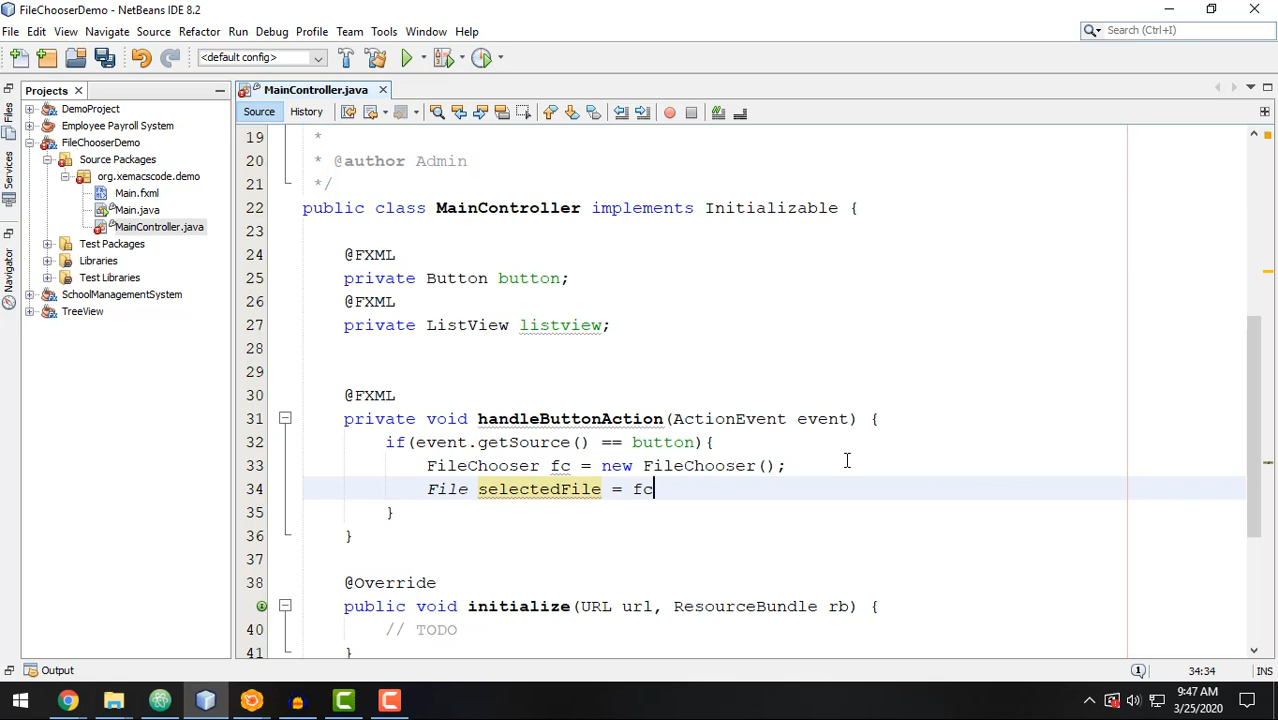 FileChooserDemo - NetBeans IDE 8.2
File Edit View Navigate Source Refactor Run Debug Profile Team Tools Window Help
Search (Ctrl+I)
<default config>
Projects
MainController.java
Source History
Files
Services
Navigator
DemoProject
Employee Payroll System
FileChooserDemo
Source Packages
org.xemacscode.demo
Main.fxml
Main.java
MainController.java
Test Packages
Libraries
Test Libraries
SchoolManagementSystem
TreeView
19 *
20 * @author Admin
21 */
22 public class MainController implements Initializable {
23
24 @FXML
25 private Button button;
26 @FXML
27 private ListView listview;
28
29
30 @FXML
31 private void handleButtonAction(ActionEvent event) {
32 if(event.getSource() == button){
33 FileChooser fc = new FileChooser();
34 File selectedFile = fc
35 }
36 }
37
38 @Override
public void initialize(URL url, ResourceBundle rb) {
40 // TODO
41 }
Output
1
34:34
INS
9:47 AM
3/25/2020